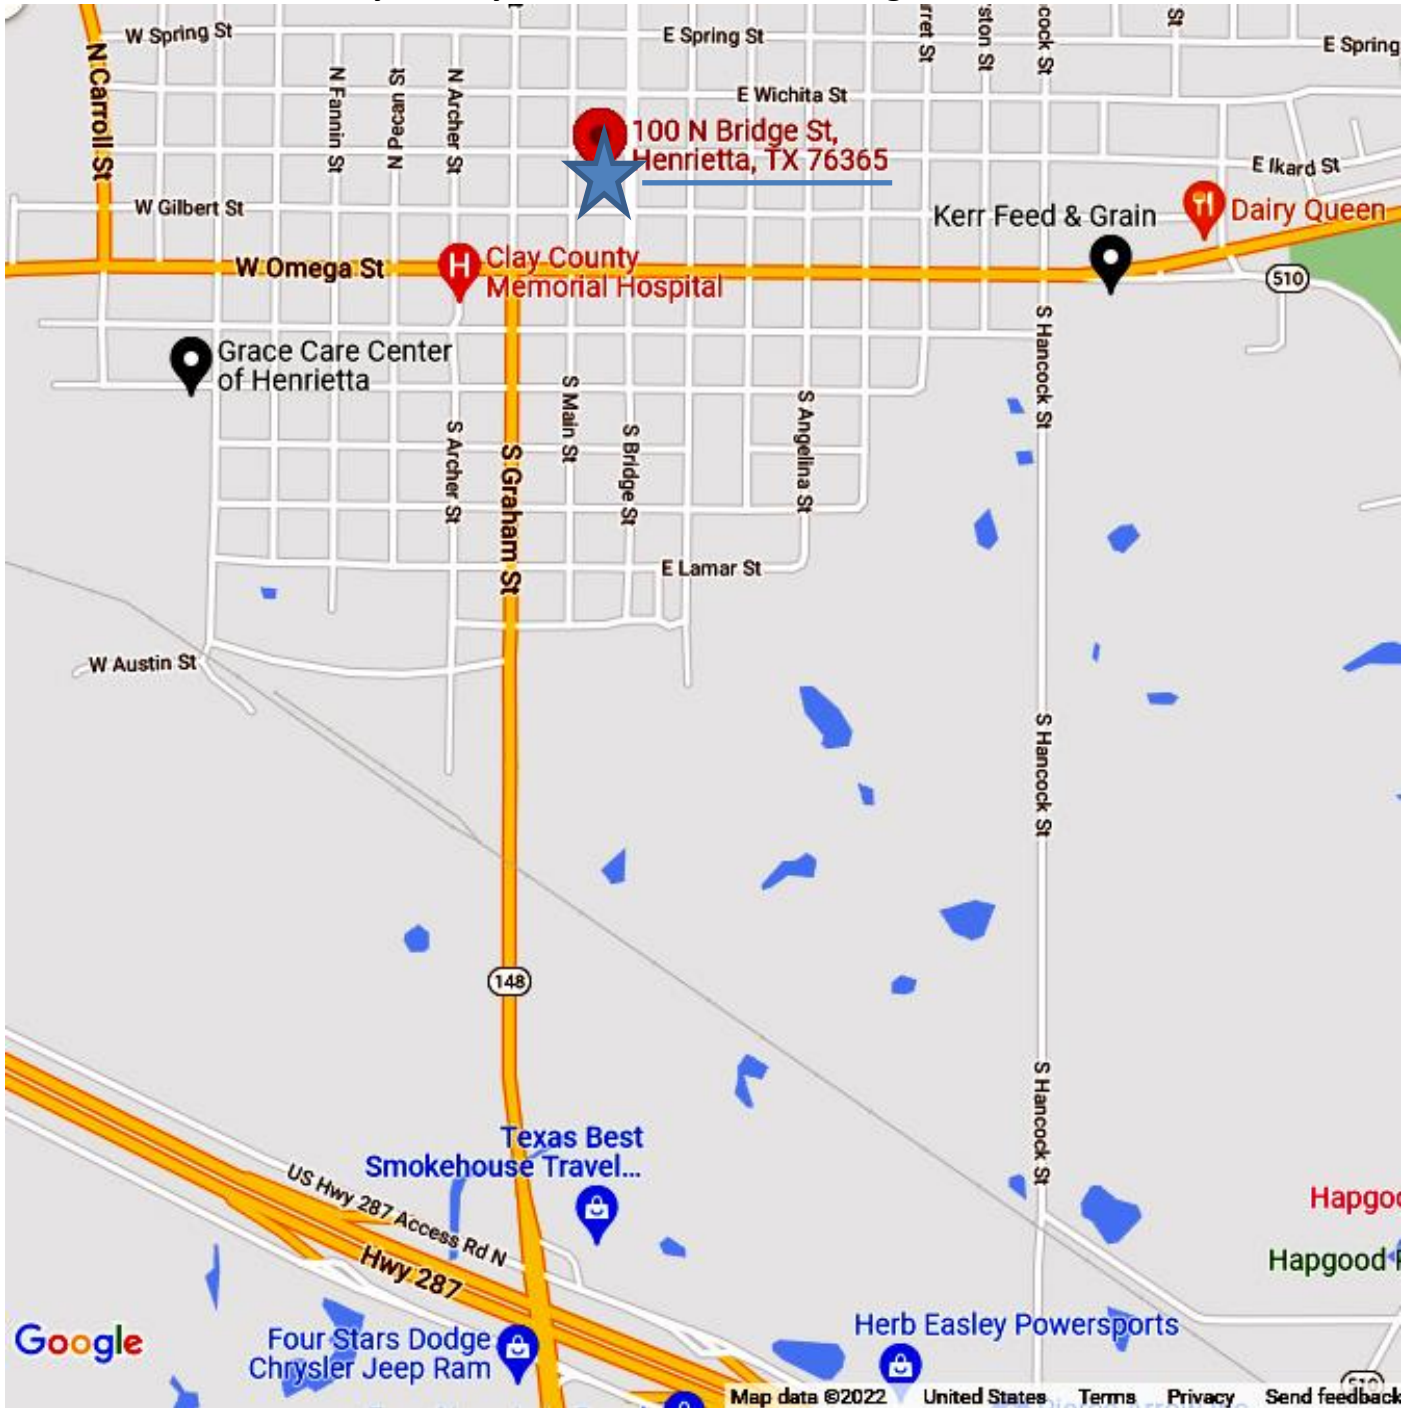 W Spring St
E Spring St
E Spring
N Carroll St
N Fannin St
N Pecan St
N Archer St
E Wichita St
St
100 N Bridge St,
Henrietta, TX 76365
E Ikard St
W Gilbert St
Kerr Feed & Grain
Dairy Queen
W Omega St
H
Clay County
Memorial Hospital
510
Grace Care Center
of Henrietta
S Hancock St
S Main St
S Angelina St
S Archer St
S Graham St
S Bridge St
E Lamar St
W Austin St
S Hancock St
148
S Hancock St
Texas Best
Smokehouse Travel...
US Hwy 287 Access Rd N
Hwy 287
Hapgood
Google
Four Stars Dodge
Chrysler Jeep Ram
Herb Easley Powersports
510
Map data ©2022 United States Terms Privacy Send feedback